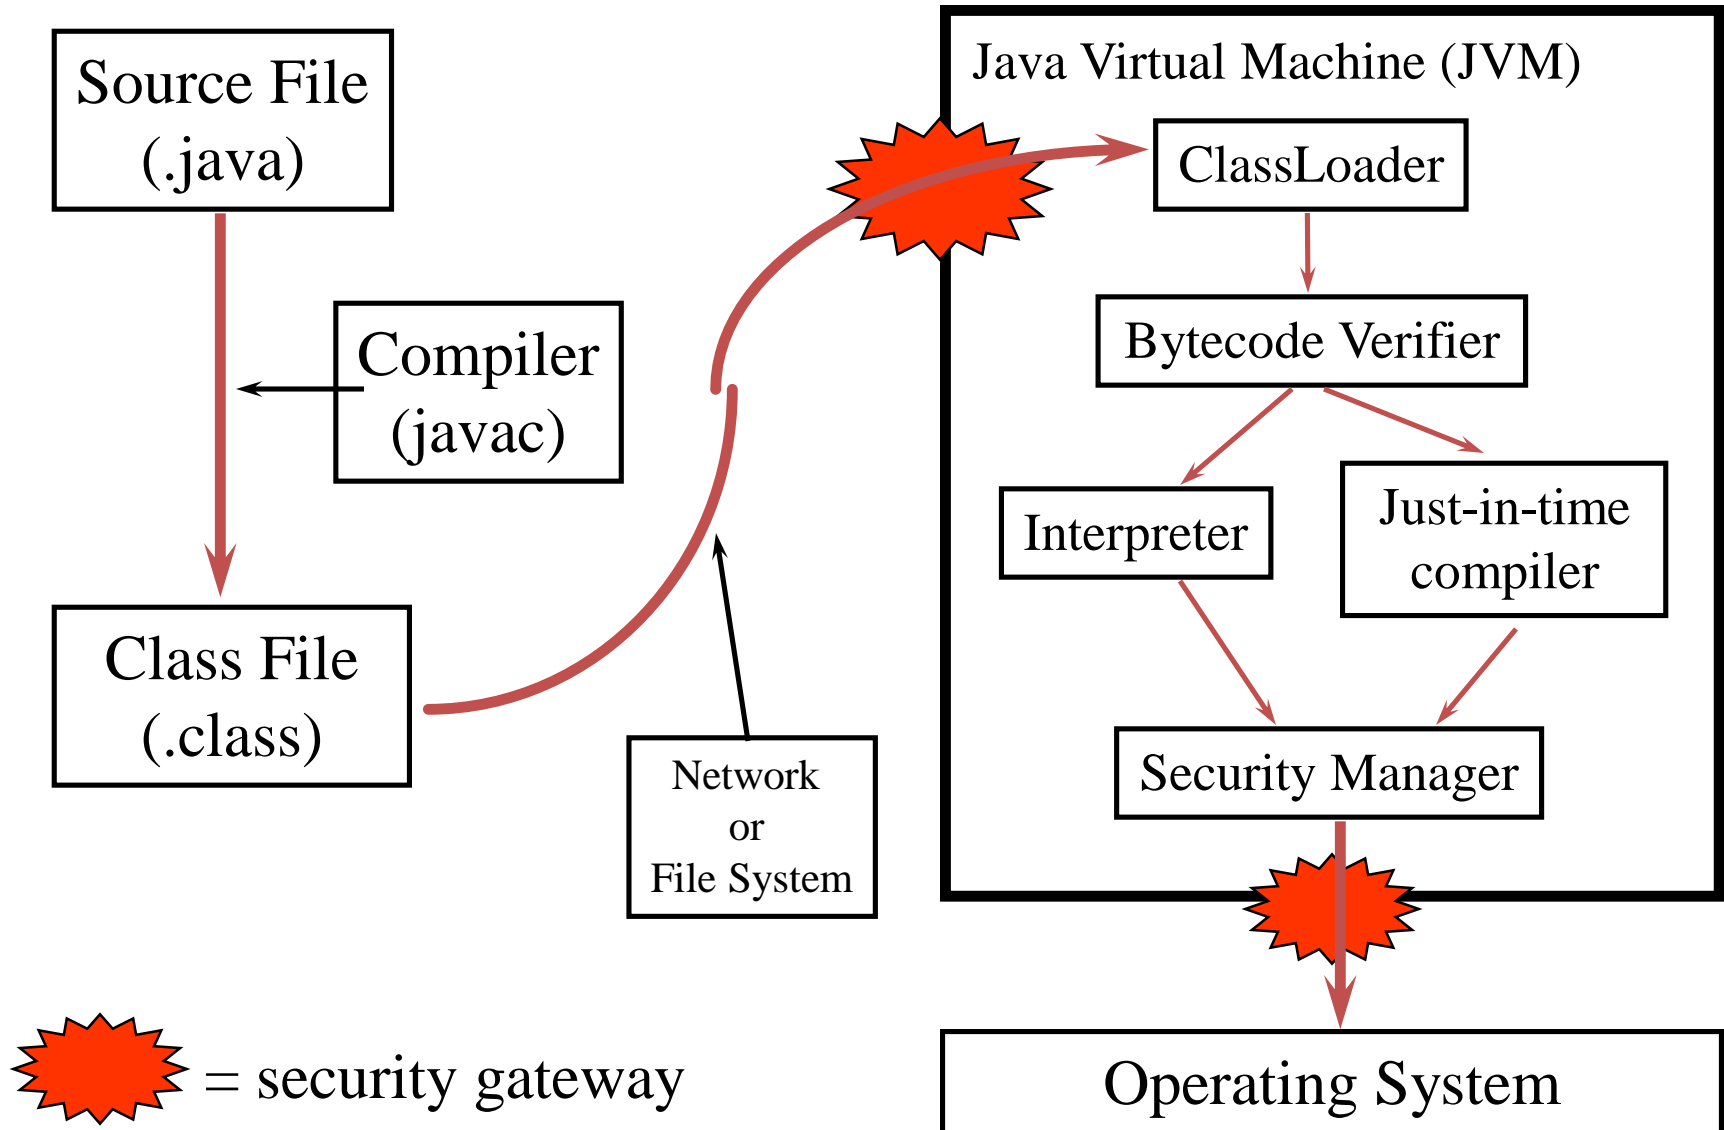 Source File
(.java)
Compiler
(javac)
Class File
(.class)
Network
or
File System
Java Virtual Machine (JVM)
ClassLoader
Bytecode Verifier
Interpreter
Just-in-time
compiler
Security Manager
Operating System
= security gateway